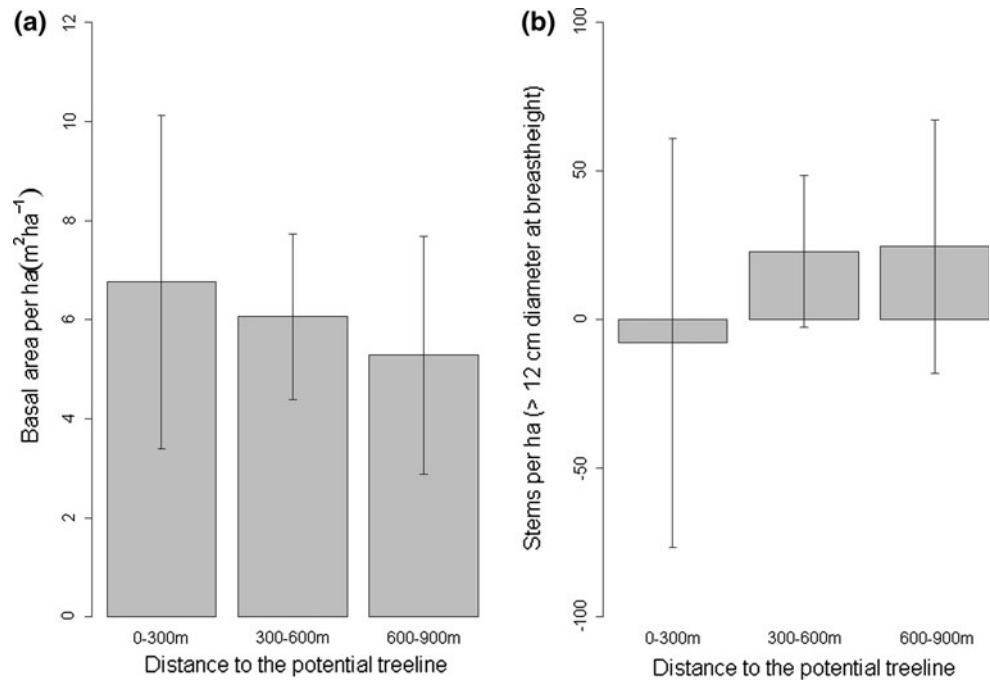 (a)
12
10
8
6
4
2
0
Basal area per ha(m²ha⁻¹)
0-300m 300-600m 600-900m
Distance to the potential treeline
(b)
100
50
0
-50
-100
Stems per ha (> 12 cm diameter at breastheight)
0-300m 300-600m 600-900m
Distance to the potential treeline